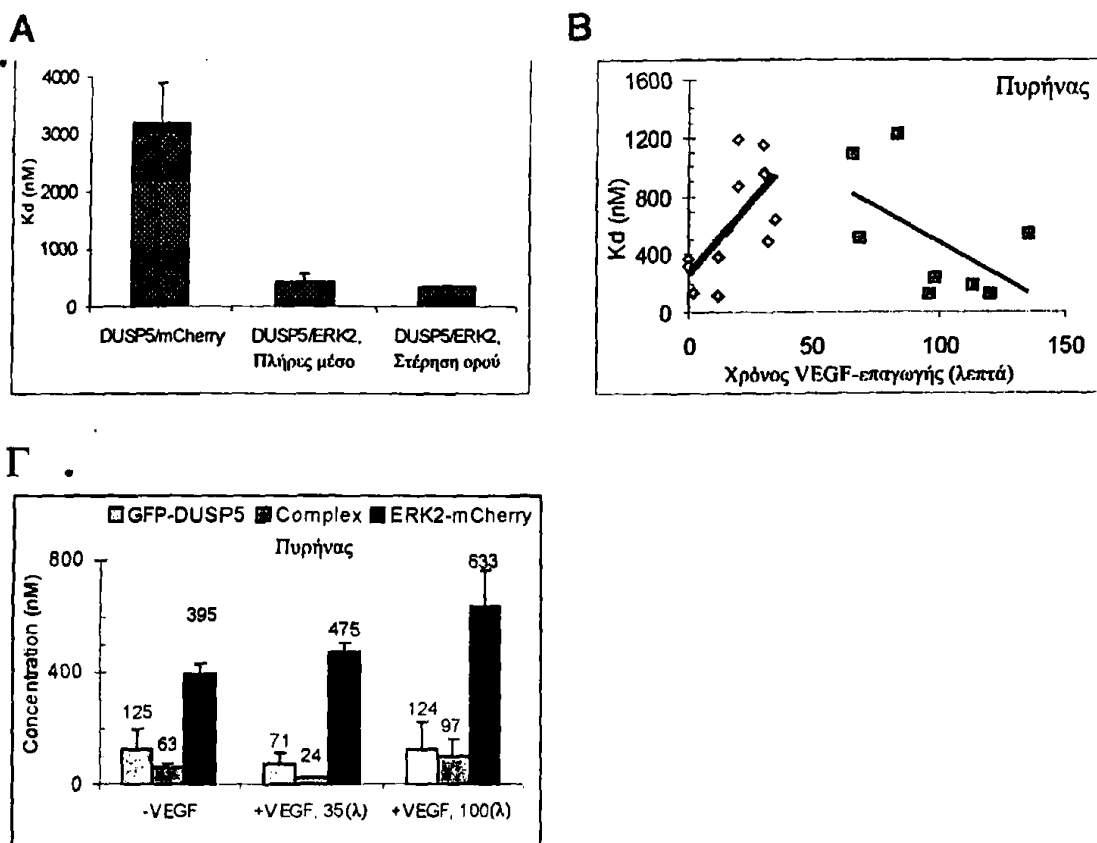 A
B
4000
3000
2000
1000
0
Kd (nM)
DUSP5/mCherry
DUSP5/ERK2,
Πλήρες μέσο
DUSP5/ERK2,
Στέρηση ορού
Πυρήνας
1600
1200
800
400
0
Kd (nM)
0
50
100
150
Χρόνος VEGF-επαγωγής (λεπτά)
Γ
GFP-DUSP5 Complex ERK2-mCherry
Πυρήνας
800
400
0
Concentration (nM)
125
63
395
71
24
475
124
97
633
-VEGF
+VEGF, 35(λ)
+VEGF, 100(λ)